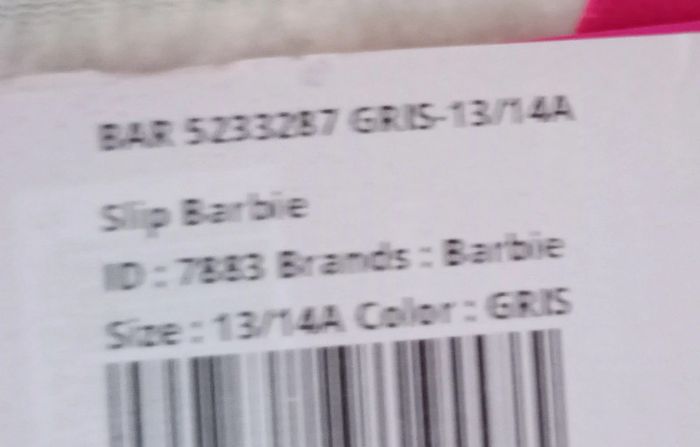 BAR 5233287 GRIS-13/14A
Slip Barbie
ID : 7883 Brands : Barbie
Size : 13/14A Color : GRIS